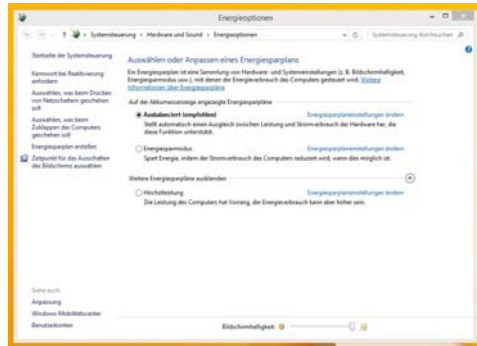 Energieoptionen
Systemsteuerung › Hardware und Sound › Energieoptionen
Systemsteuerung durchsuchen
Startseite der Systemsteuerung
Kennwort bei Reaktivierung
anfordern
Auswählen, was beim Drücken
von Netzschaltern geschehen
soll
Auswählen, was beim
Zuklappen des Computers
geschehen soll
Energiesparplan erstellen
Zeitpunkt für das Ausschalten
des Bildschirms auswählen
Auswählen oder Anpassen eines Energiesparplans
Ein Energiesparplan ist eine Sammlung von Hardware- und Systemeinstellungen (z. B. Bildschirmhelligkeit,
Energiesparmodus usw.), mit denen der Energieverbrauch des Computers gesteuert wird. Weitere
Informationen über Energiesparpläne
Auf der Akkumessanzeige angezeigte Energiesparpläne
Ausbalanciert (empfohlen) Energiesparplaneinstellungen ändern
Stellt automatisch einen Ausgleich zwischen Leistung und Stromverbrauch der Hardware her, die
diese Funktion unterstützt.
Energiesparmodus Energiesparplaneinstellungen ändern
Spart Energie, indem der Stromverbrauch des Computers reduziert wird, wenn dies möglich ist.
Weitere Energiesparpläne ausblenden
Höchstleistung Energiesparplaneinstellungen ändern
Die Leistung des Computers hat Vorrang, der Energieverbrauch kann aber höher sein.
Siehe auch
Anpassung
Windows-Mobilitätscenter
Benutzerkonten
Bildschirmhelligkeit: